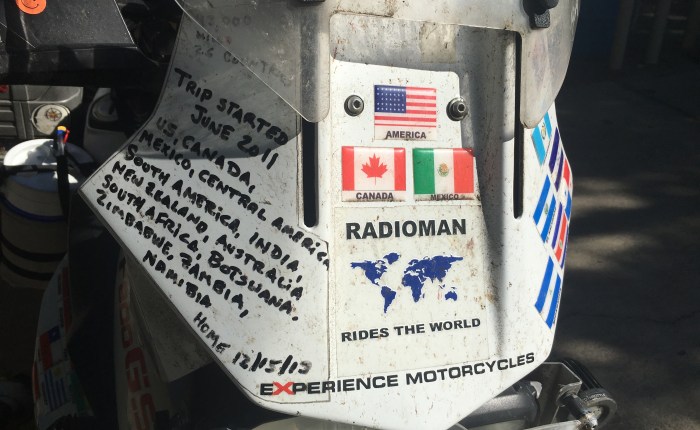 TRIP STARTED
JUNE 2011
U.S, CANADA,
MEXICO, CENTRAL AMERICA
SOUTH AMERICA, INDIA,
NEW ZEALAND, AUSTRALIA
SOUTH AFRICA, BOTSWANA.
ZIMBABWE, ZAMBIA,
NAMIBIA
HOME 12/15/13
AMERICA
CANADA
MEXICO
RADIOMAN
RIDES THE WORLD
EXPERIENCE MOTORCYCLES
GS